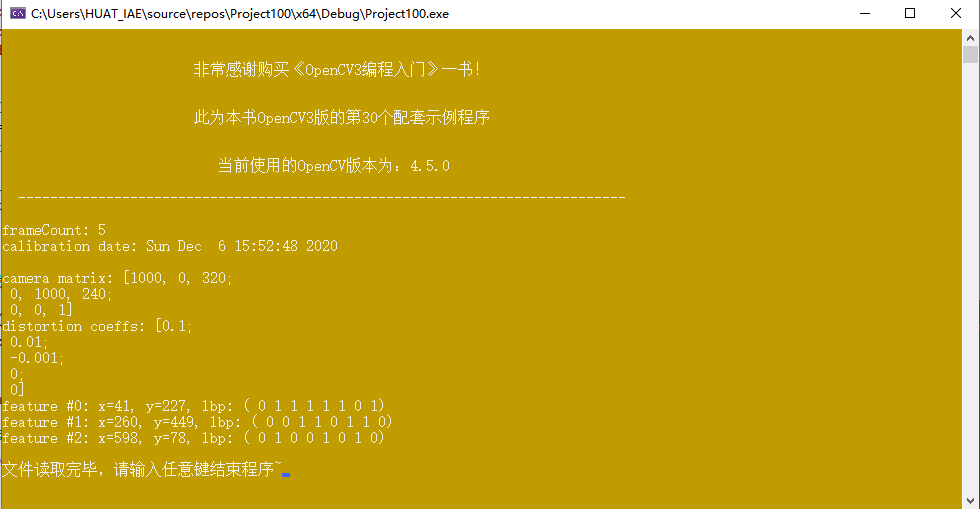 C:\Users\HUAT_IAE\source\repos\Project100\x64\Debug\Project100.exe
非常感谢购买《OpenCV3编程入门》一书!
此为本书OpenCV3版的第30个配套示例程序
当前使用的OpenCV版本为: 4.5.0
----------------------------------------------------------------------------
frameCount: 5
calibration date: Sun Dec  6 15:52:48 2020
camera matrix: [1000, 0, 320;
 0, 1000, 240;
 0, 0, 1]
distortion coeffs: [0.1;
 0.01;
 -0.001;
 0;
 0]
feature #0: x=41, y=227, lbp: ( 0 1 1 1 1 1 0 1)
feature #1: x=260, y=449, lbp: ( 0 0 1 1 0 1 1 0)
feature #2: x=598, y=78, lbp: ( 0 1 0 0 1 0 1 0)
文件读取完毕，请输入任意键结束程序~